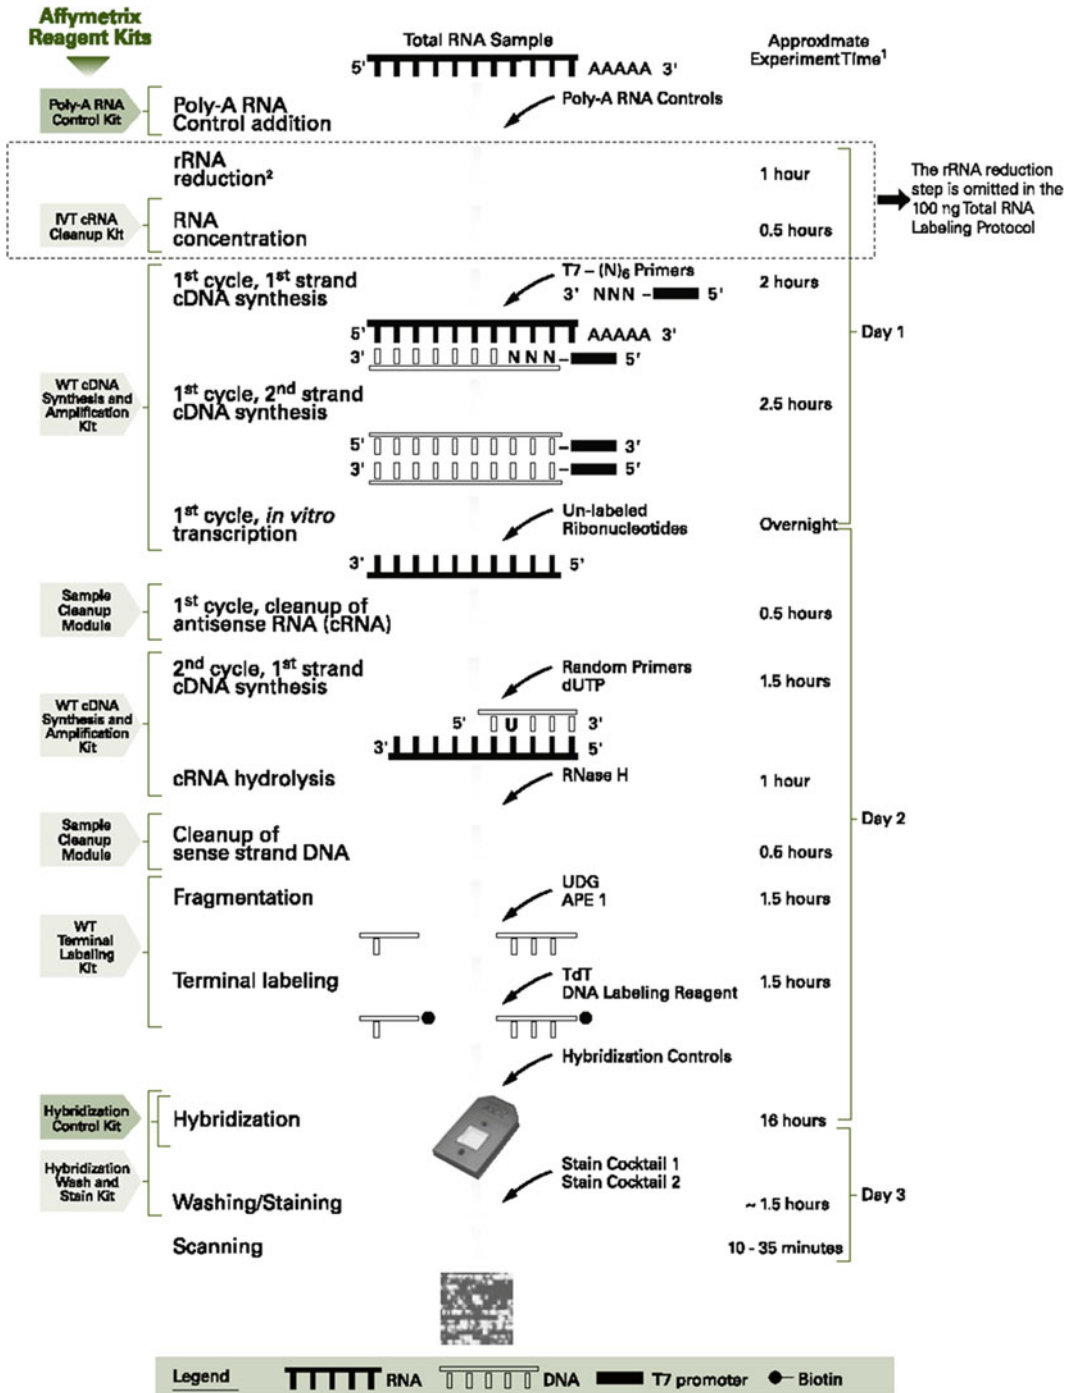 Affymetrix
Reagent Kits
Total RNA Sample
Approximate
Experiment Time¹
5' AAAAA 3'
Poly-A RNA
Control Kit
Poly-A RNA
Control addition
Poly-A RNA Controls
rRNA
reduction²
1 hour
The rRNA reduction
step is omitted in the
100 ng Total RNA
Labeling Protocol
IVT cRNA
Cleanup Kit
RNA
concentration
0.5 hours
1st cycle, 1st strand
cDNA synthesis
T7 – (N)6 Primers
3' NNN – 5'
2 hours
5' AAAAA 3'
3' N N N – 5'
Day 1
WT cDNA
Synthesis and
Amplification
Kit
1st cycle, 2nd strand
cDNA synthesis
2.5 hours
5' – 3'
3' – 5'
1st cycle, in vitro
transcription
Un-labeled
Ribonucleotides
Overnight
3' 5'
Sample
Cleanup
Module
1st cycle, cleanup of
antisense RNA (cRNA)
0.5 hours
2nd cycle, 1st strand
cDNA synthesis
Random Primers
dUTP
1.5 hours
WT cDNA
Synthesis and
Amplification
Kit
5' U 3'
3' 5'
cRNA hydrolysis
RNase H
1 hour
Day 2
Sample
Cleanup
Module
Cleanup of
sense strand DNA
0.6 hours
Fragmentation
UDG
APE 1
1.5 hours
WT
Terminal
Labeling
Kit
Terminal labeling
TdT
DNA Labeling Reagent
1.5 hours
Hybridization Controls
Hybridization
Control Kit
Hybridization
16 hours
Hybridization
Wash and
Stain Kit
Stain Cocktail 1
Stain Cocktail 2
Washing/Staining
~ 1.5 hours
Day 3
Scanning
10 - 35 minutes
Legend RNA DNA T7 promoter Biotin